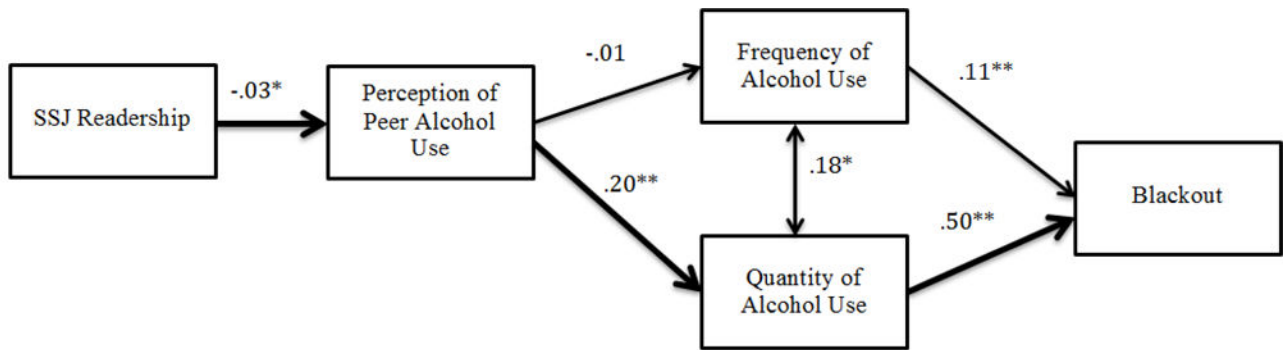 SSJ Readership
-.03*
Perception of
Peer Alcohol
Use
-.01
.20**
Frequency of
Alcohol Use
.18*
Quantity of
Alcohol Use
.11**
.50**
Blackout